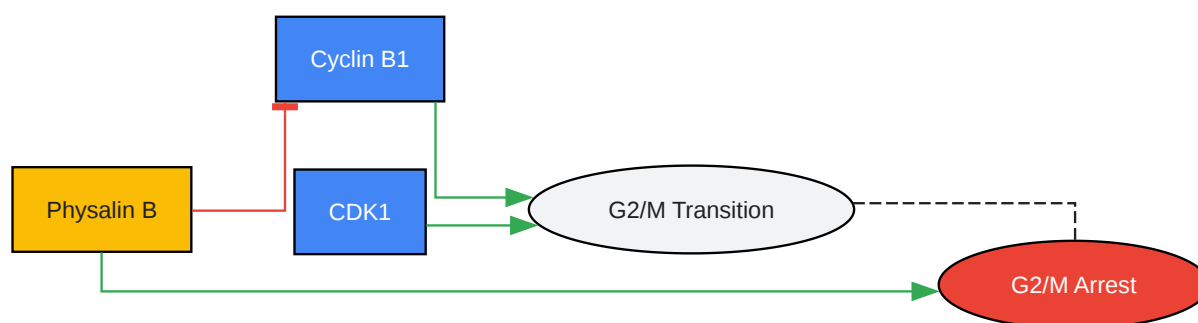 Cyclin B1
Physalin B
CDK1
G2/M Transition
G2/M Arrest